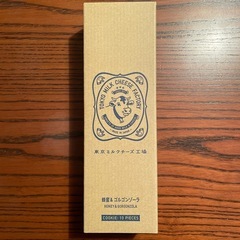 TOKYO MILK CHEESE FACTORY
東京ミルクチーズ工場
蜂蜜&ゴルゴンゾーラ
HONEY&GORGONZOLA
COOKIE: 10 PIECES